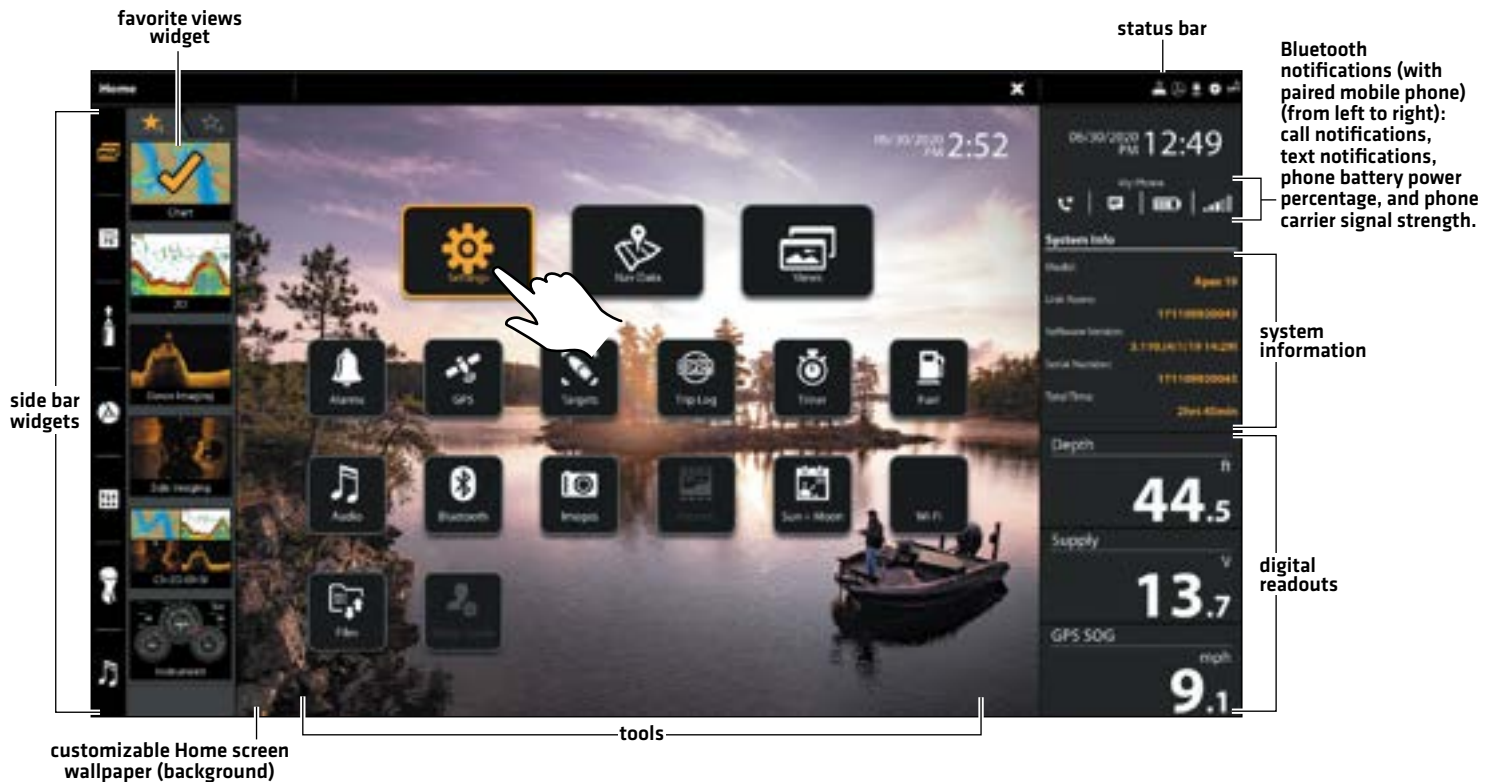 favorite views
widget
status bar
Bluetooth
notifications (with
paired mobile phone)
(from left to right):
call notifications,
text notifications,
phone battery power
percentage, and phone
carrier signal strength.
Home
06/30/2020
PM 2:52
06/30/2020
PM 12:49
My Phone
Chart
2D
Down Imaging
Side Imaging
Instrument
Settings
Nav Data
Views
Alarms
GPS
Targets
Trip Log
Timer
Fuel
Audio
Bluetooth
Images
Sun - Moon
Wi-Fi
Files
System Info
Model:
Apex 19
Link Name:
Software Version:
Serial Number:
Total Time:
2hrs 45min
Depth
ft
44.5
Supply
V
13.7
GPS SOG
mph
9.1
side bar
widgets
system
information
digital
readouts
tools
customizable Home screen
wallpaper (background)